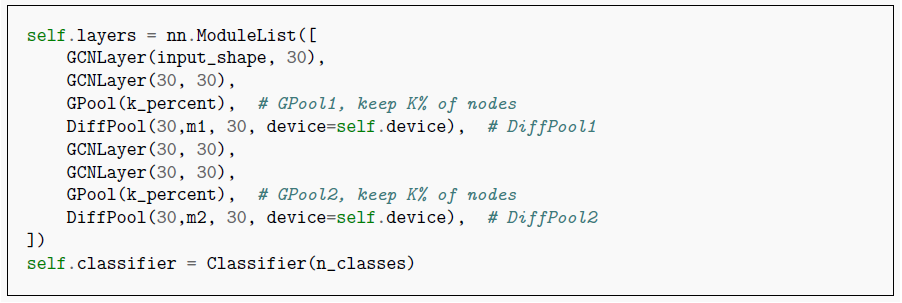 self.layers = nn.ModuleList([
    GCNLayer(input_shape, 30),
    GCNLayer(30, 30),
    GPool(k_percent),  # GPool1, keep K% of nodes
    DiffPool(30,m1, 30, device=self.device),  # DiffPool1
    GCNLayer(30, 30),
    GCNLayer(30, 30),
    GPool(k_percent),  # GPool2, keep K% of nodes
    DiffPool(30,m2, 30, device=self.device),  # DiffPool2
])
self.classifier = Classifier(n_classes)